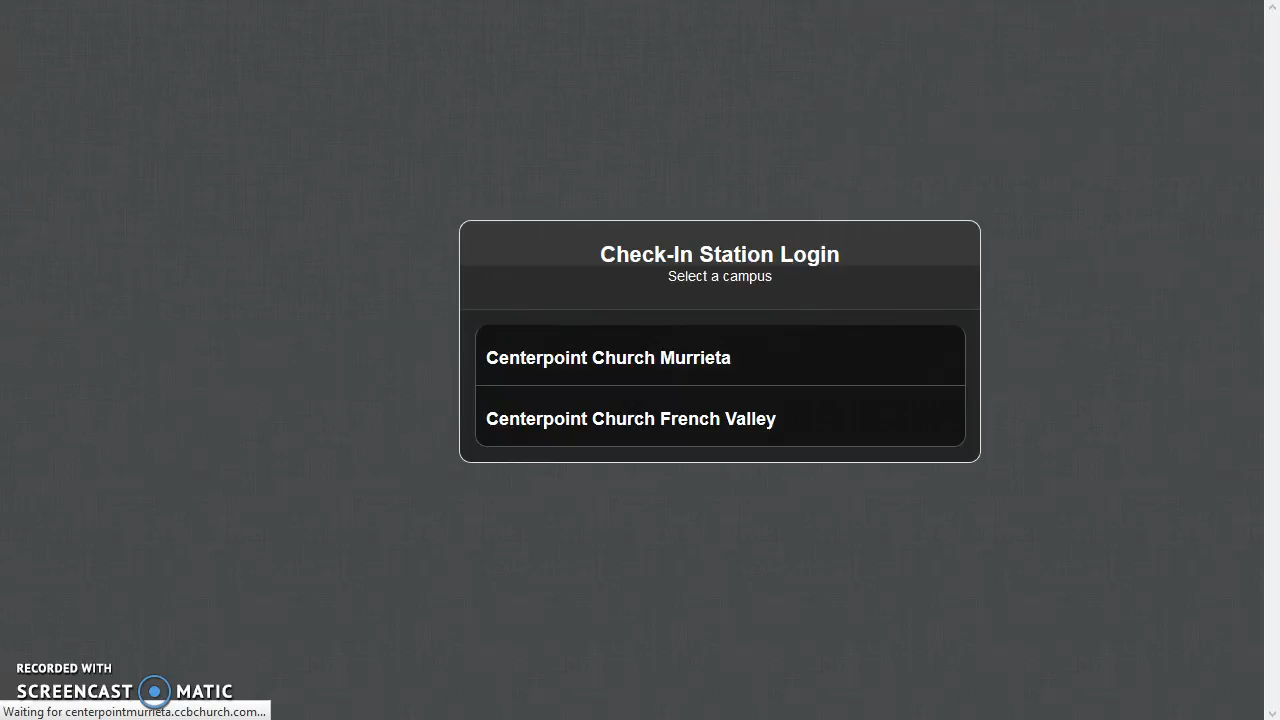 Check-In Station Login
Select a campus
Centerpoint Church Murrieta
Centerpoint Church French Valley
RECORDED WITH
SCREENCAST MATIC
Waiting for centerpointmurrieta.ccbchurch.com...